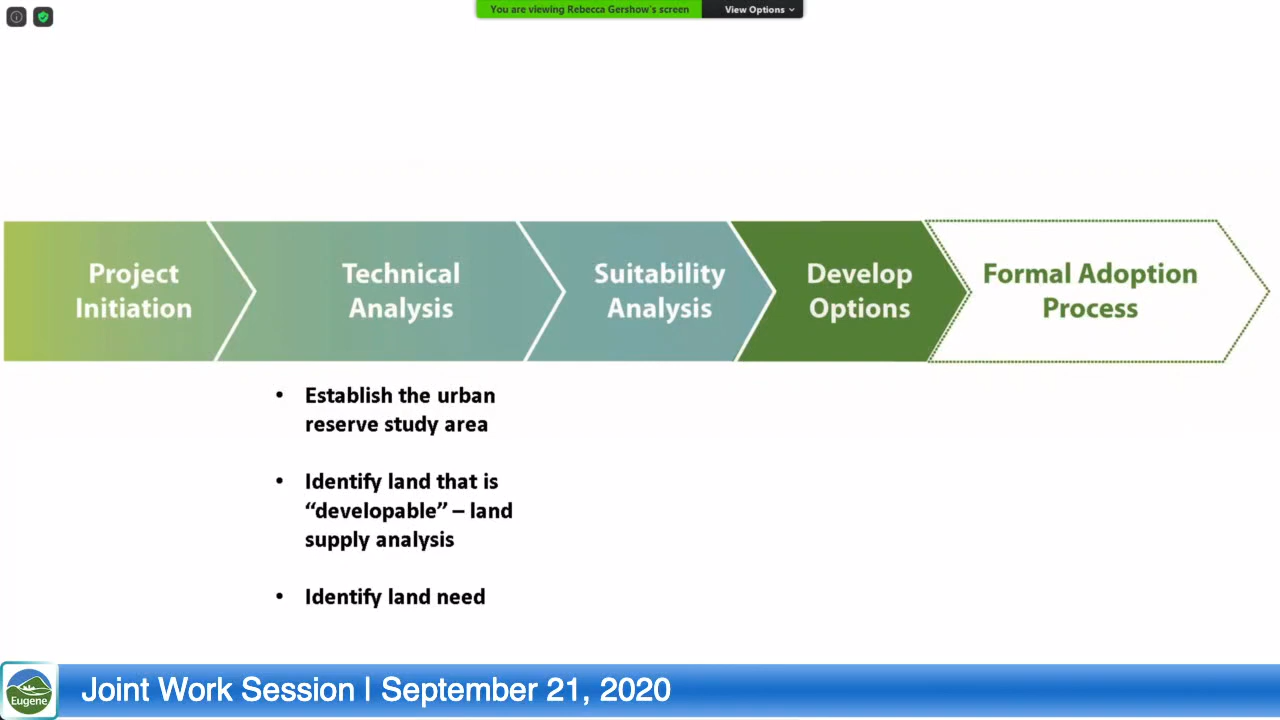 You are viewing Rebecca Gershow's screen
View Options
Project
Initiation
Technical
Analysis
Suitability
Analysis
Develop
Options
Formal Adoption
Process
• Establish the urban
reserve study area
• Identify land that is
“developable” – land
supply analysis
• Identify land need
Eugene
Joint Work Session | September 21, 2020